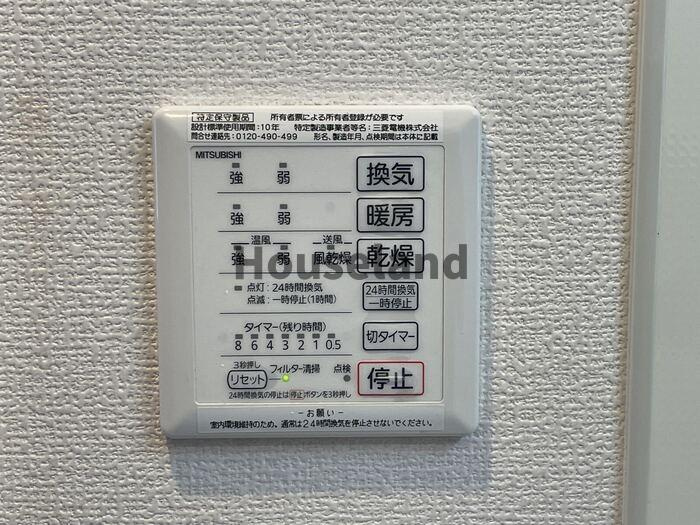 特定保守製品 所有者票による所有者登録が必要です
設計標準使用期間:10年 特定製造事業者等名:三菱電機株式会社
問合せ連絡先:0120-490-499 形名、製造年月、点検期間は本体に記載
MITSUBISHI
強 弱 換気
強 弱 暖房
温風 送風
強 弱 風乾燥 乾燥
Houseland
点灯:24時間換気
点滅:一時停止(1時間)
24時間換気
一時停止
タイマー(残り時間)
8 6 4 3 2 1 0.5
切タイマー
3秒押し
リセット フィルター清掃 点検
停止
24時間換気の停止は停止ボタンを3秒押し
-お願い-
室内環境維持のため、通常は24時間換気を停止させないでください。